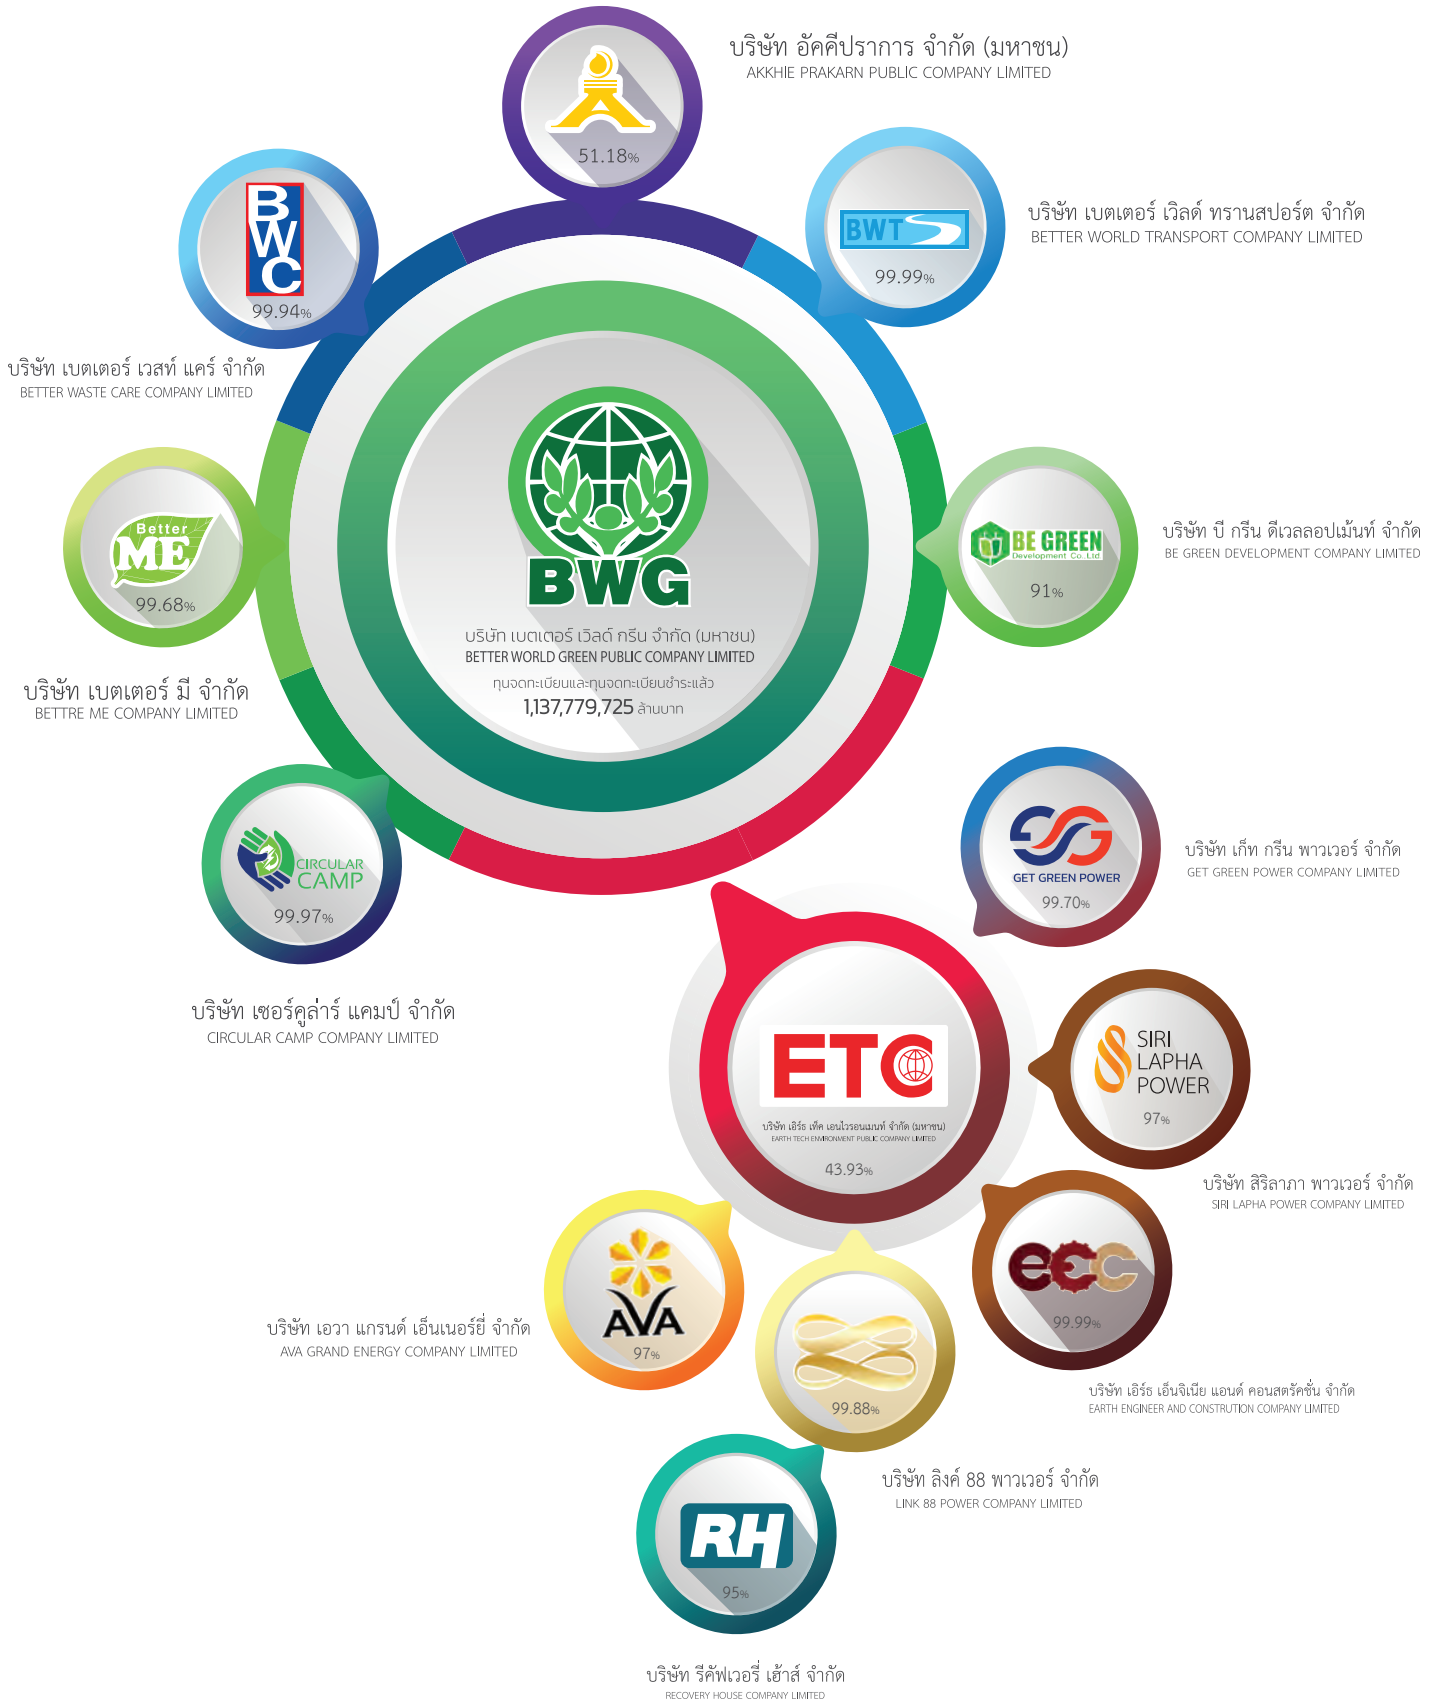 บริษัท อัคคีปราการ จำกัด (มหาชน)
AKKHIE PRAKARN PUBLIC COMPANY LIMITED
51.18%
BWT
99.99%
บริษัท เบตเตอร์ เวิลด์ ทรานสปอร์ต จำกัด
BETTER WORLD TRANSPORT COMPANY LIMITED
BWC
99.94%
บริษัท เบตเตอร์ เวสท์ แคร์ จำกัด
BETTER WASTE CARE COMPANY LIMITED
Better
ME
99.68%
บริษัท เบตเตอร์ มี จำกัด
BETTRE ME COMPANY LIMITED
BWG
บริษัท เบตเตอร์ เวิลด์ กรีน จำกัด (มหาชน)
BETTER WORLD GREEN PUBLIC COMPANY LIMITED
ทุนจดทะเบียนและทุนจดทะเบียนชำระแล้ว
1,137,779,725 ล้านบาท
BE GREEN
Development Co.,Ltd
91%
บริษัท บี กรีน ดีเวลลอปเม้นท์ จำกัด
BE GREEN DEVELOPMENT COMPANY LIMITED
CIRCULAR
CAMP
99.97%
บริษัท เซอร์คูล่าร์ แคมป์ จำกัด
CIRCULAR CAMP COMPANY LIMITED
GET GREEN POWER
99.70%
บริษัท เก็ท กรีน พาวเวอร์ จำกัด
GET GREEN POWER COMPANY LIMITED
ETC
บริษัท เอิร์ธ เท็ค เอนไวรอนเมนท์ จำกัด (มหาชน)
EARTH TECH ENVIRONMENT PUBLIC COMPANY LIMITED
43.93%
SIRI
LAPHA
POWER
97%
บริษัท สิริลาภา พาวเวอร์ จำกัด
SIRI LAPHA POWER COMPANY LIMITED
ecc
99.99%
บริษัท เอิร์ธ เอ็นจิเนีย แอนด์ คอนสตรัคชั่น จำกัด
EARTH ENGINEER AND CONSTRUTION COMPANY LIMITED
AVA
97%
บริษัท เอวา แกรนด์ เอ็นเนอร์ยี่ จำกัด
AVA GRAND ENERGY COMPANY LIMITED
99.88%
บริษัท ลิงค์ 88 พาวเวอร์ จำกัด
LINK 88 POWER COMPANY LIMITED
RH
95%
บริษัท รีคัฟเวอรี่ เฮ้าส์ จำกัด
RECOVERY HOUSE COMPANY LIMITED